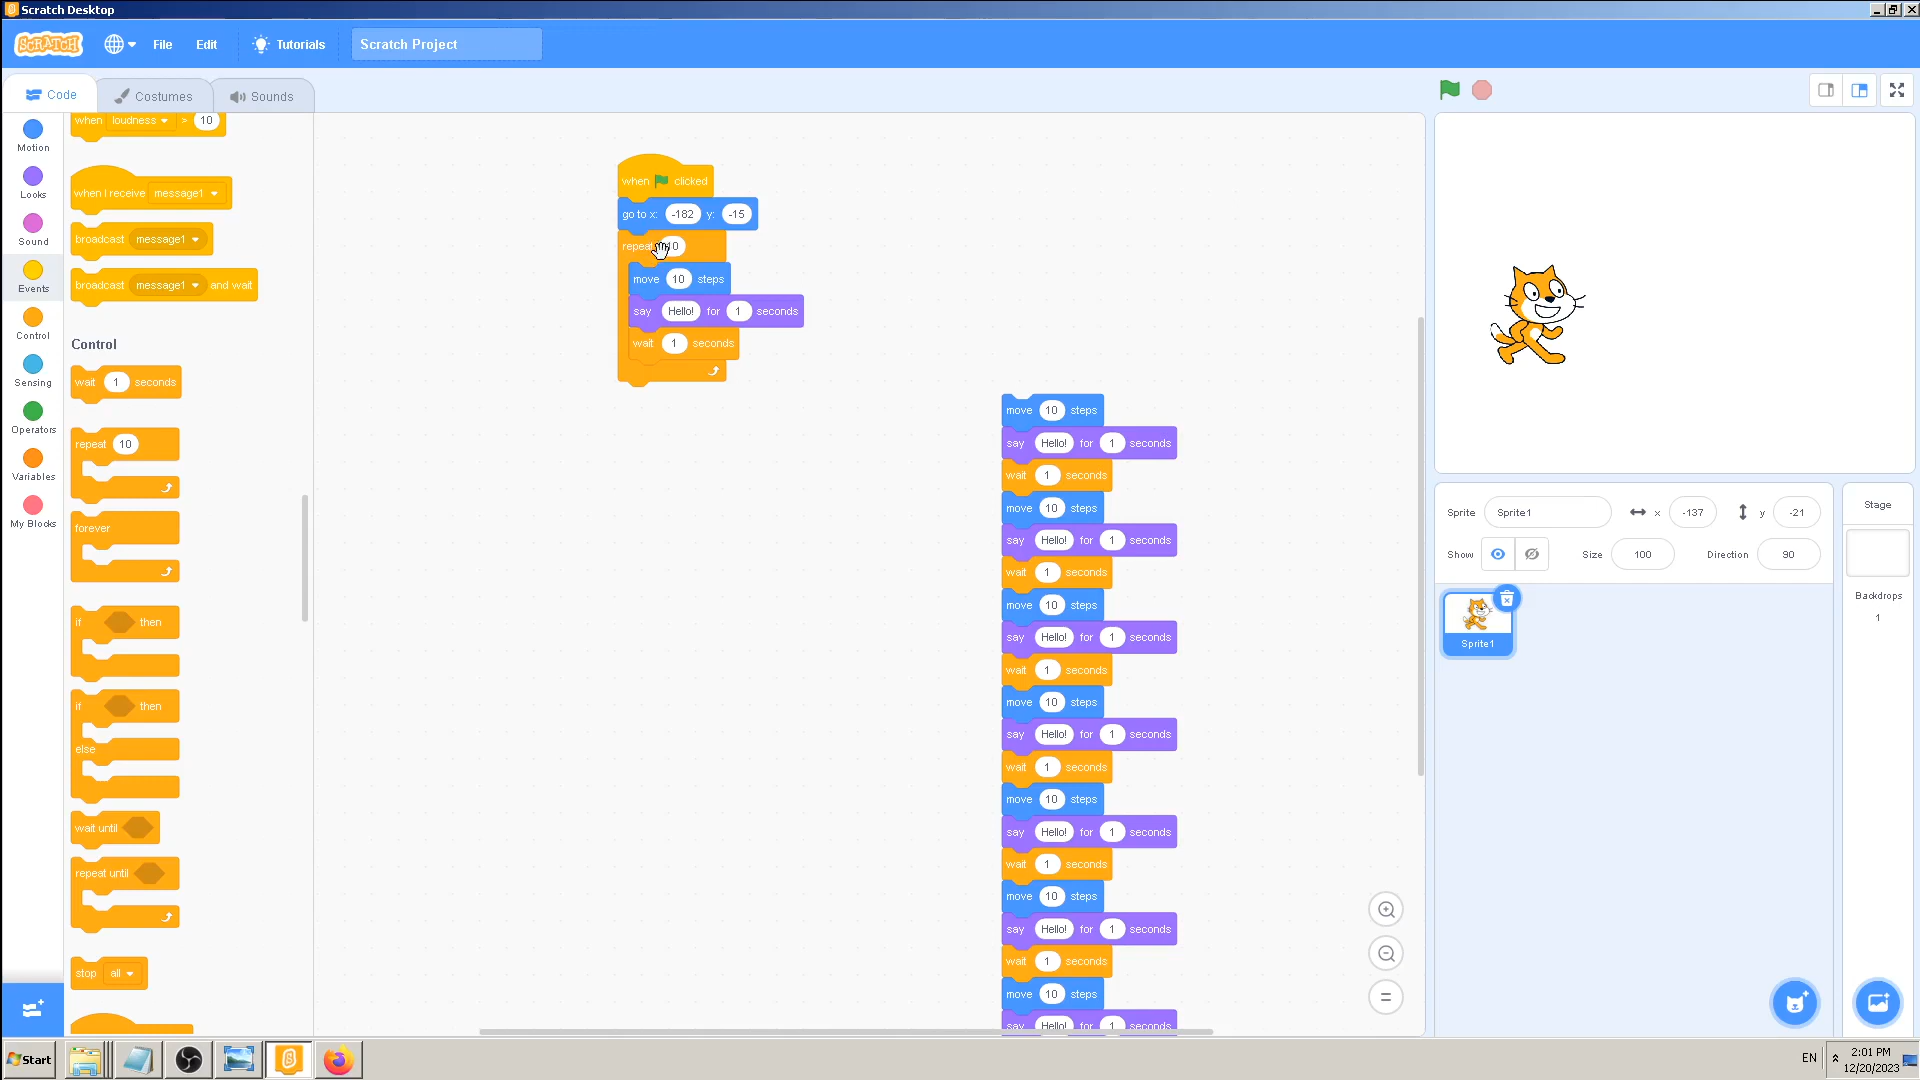 Scratch Desktop
SCRATCH
File
Edit
Tutorials
Scratch Project
Code
Costumes
Sounds
Motion
Looks
Sound
Events
Control
Sensing
Operators
Variables
My Blocks
when loudness > 10
when I receive message1
broadcast message1
broadcast message1 and wait
Control
wait 1 seconds
repeat 10
forever
if then
if then
else
wait until
repeat until
stop all
when clicked
go to x: -182 y: -15
repeat 10
move 10 steps
say Hello! for 1 seconds
wait 1 seconds
move 10 steps
say Hello! for 1 seconds
wait 1 seconds
move 10 steps
say Hello! for 1 seconds
wait 1 seconds
move 10 steps
say Hello! for 1 seconds
wait 1 seconds
move 10 steps
say Hello! for 1 seconds
wait 1 seconds
move 10 steps
say Hello! for 1 seconds
wait 1 seconds
move 10 steps
say Hello! for 1 seconds
wait 1 seconds
move 10 steps
say Hello! for 1 seconds
Sprite Sprite1 x -137 y -21
Show Size 100 Direction 90
Sprite1
Stage
Backdrops
1
Start
EN
2:01 PM
12/20/2023